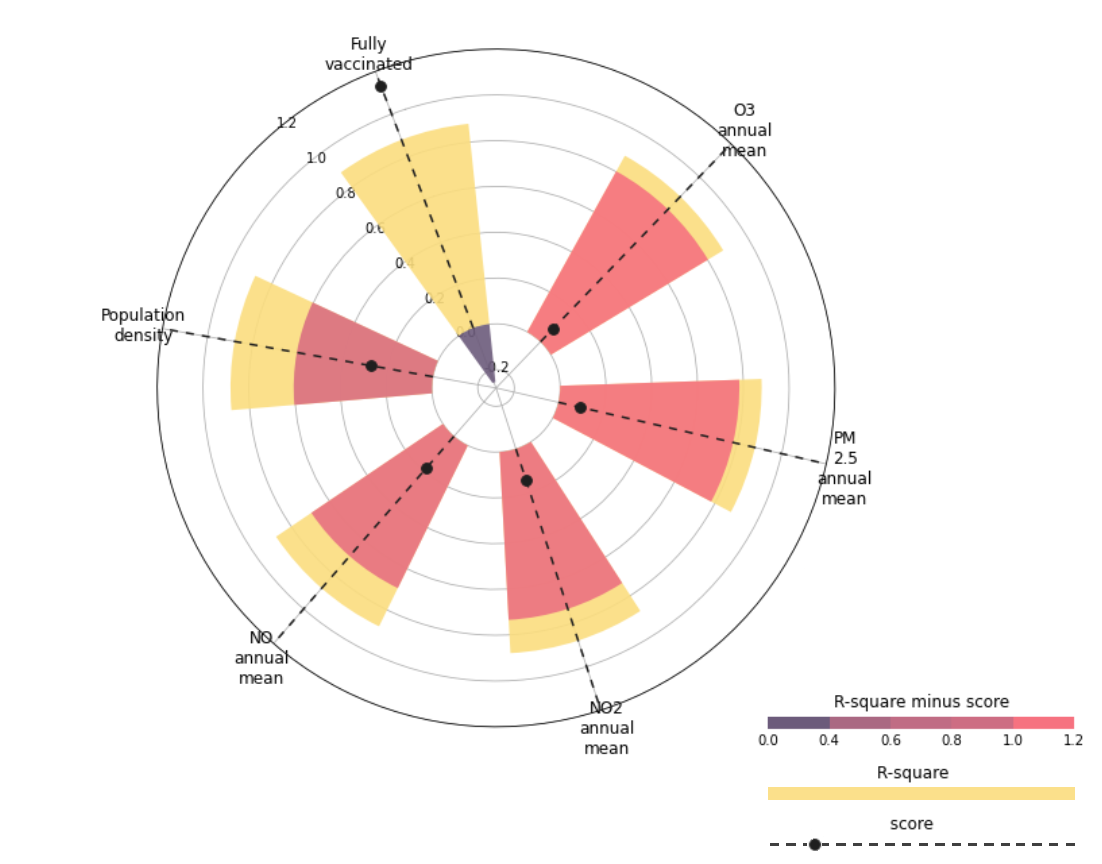 Fully
vaccinated
O3
annual
mean
1.2
1.0
0.8
0.6
0.4
0.2
0.0
0.2
Population
density
PM
2.5
annual
mean
NO
annual
mean
NO2
annual
mean
R-square minus score
0.0 0.4 0.6 0.8 1.0 1.2
R-square
score